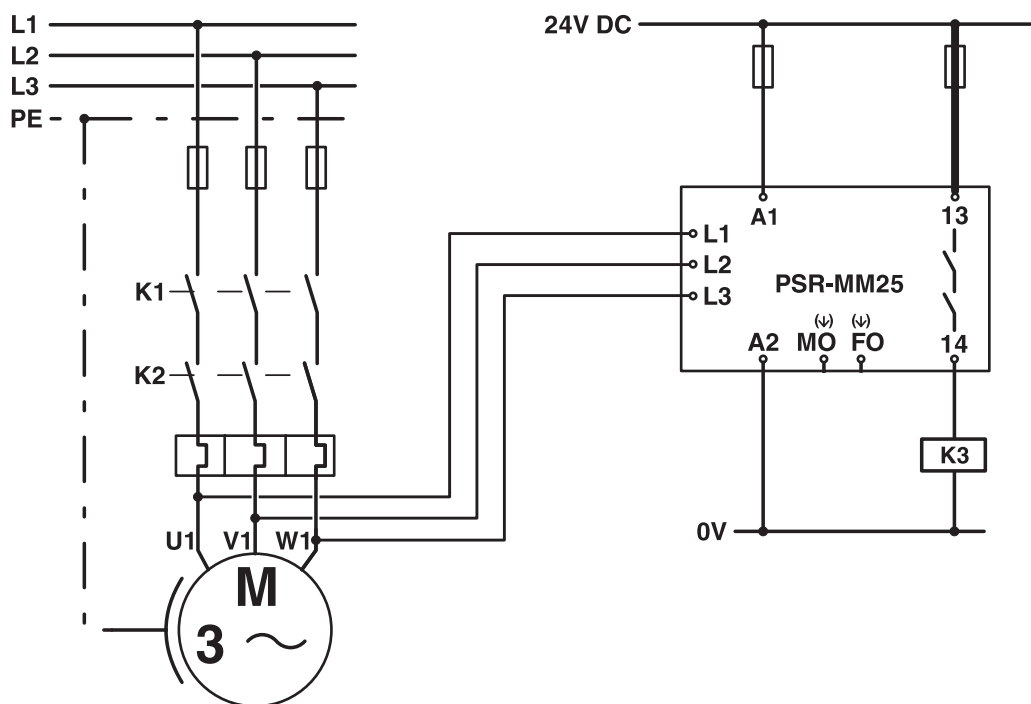 L1
L2
L3
PE
K1
K2
U1 V1 W1
M
3
24V DC
A1 13
L1
L2
L3
PSR-MM25
A2 MO FO 14
K3
0V